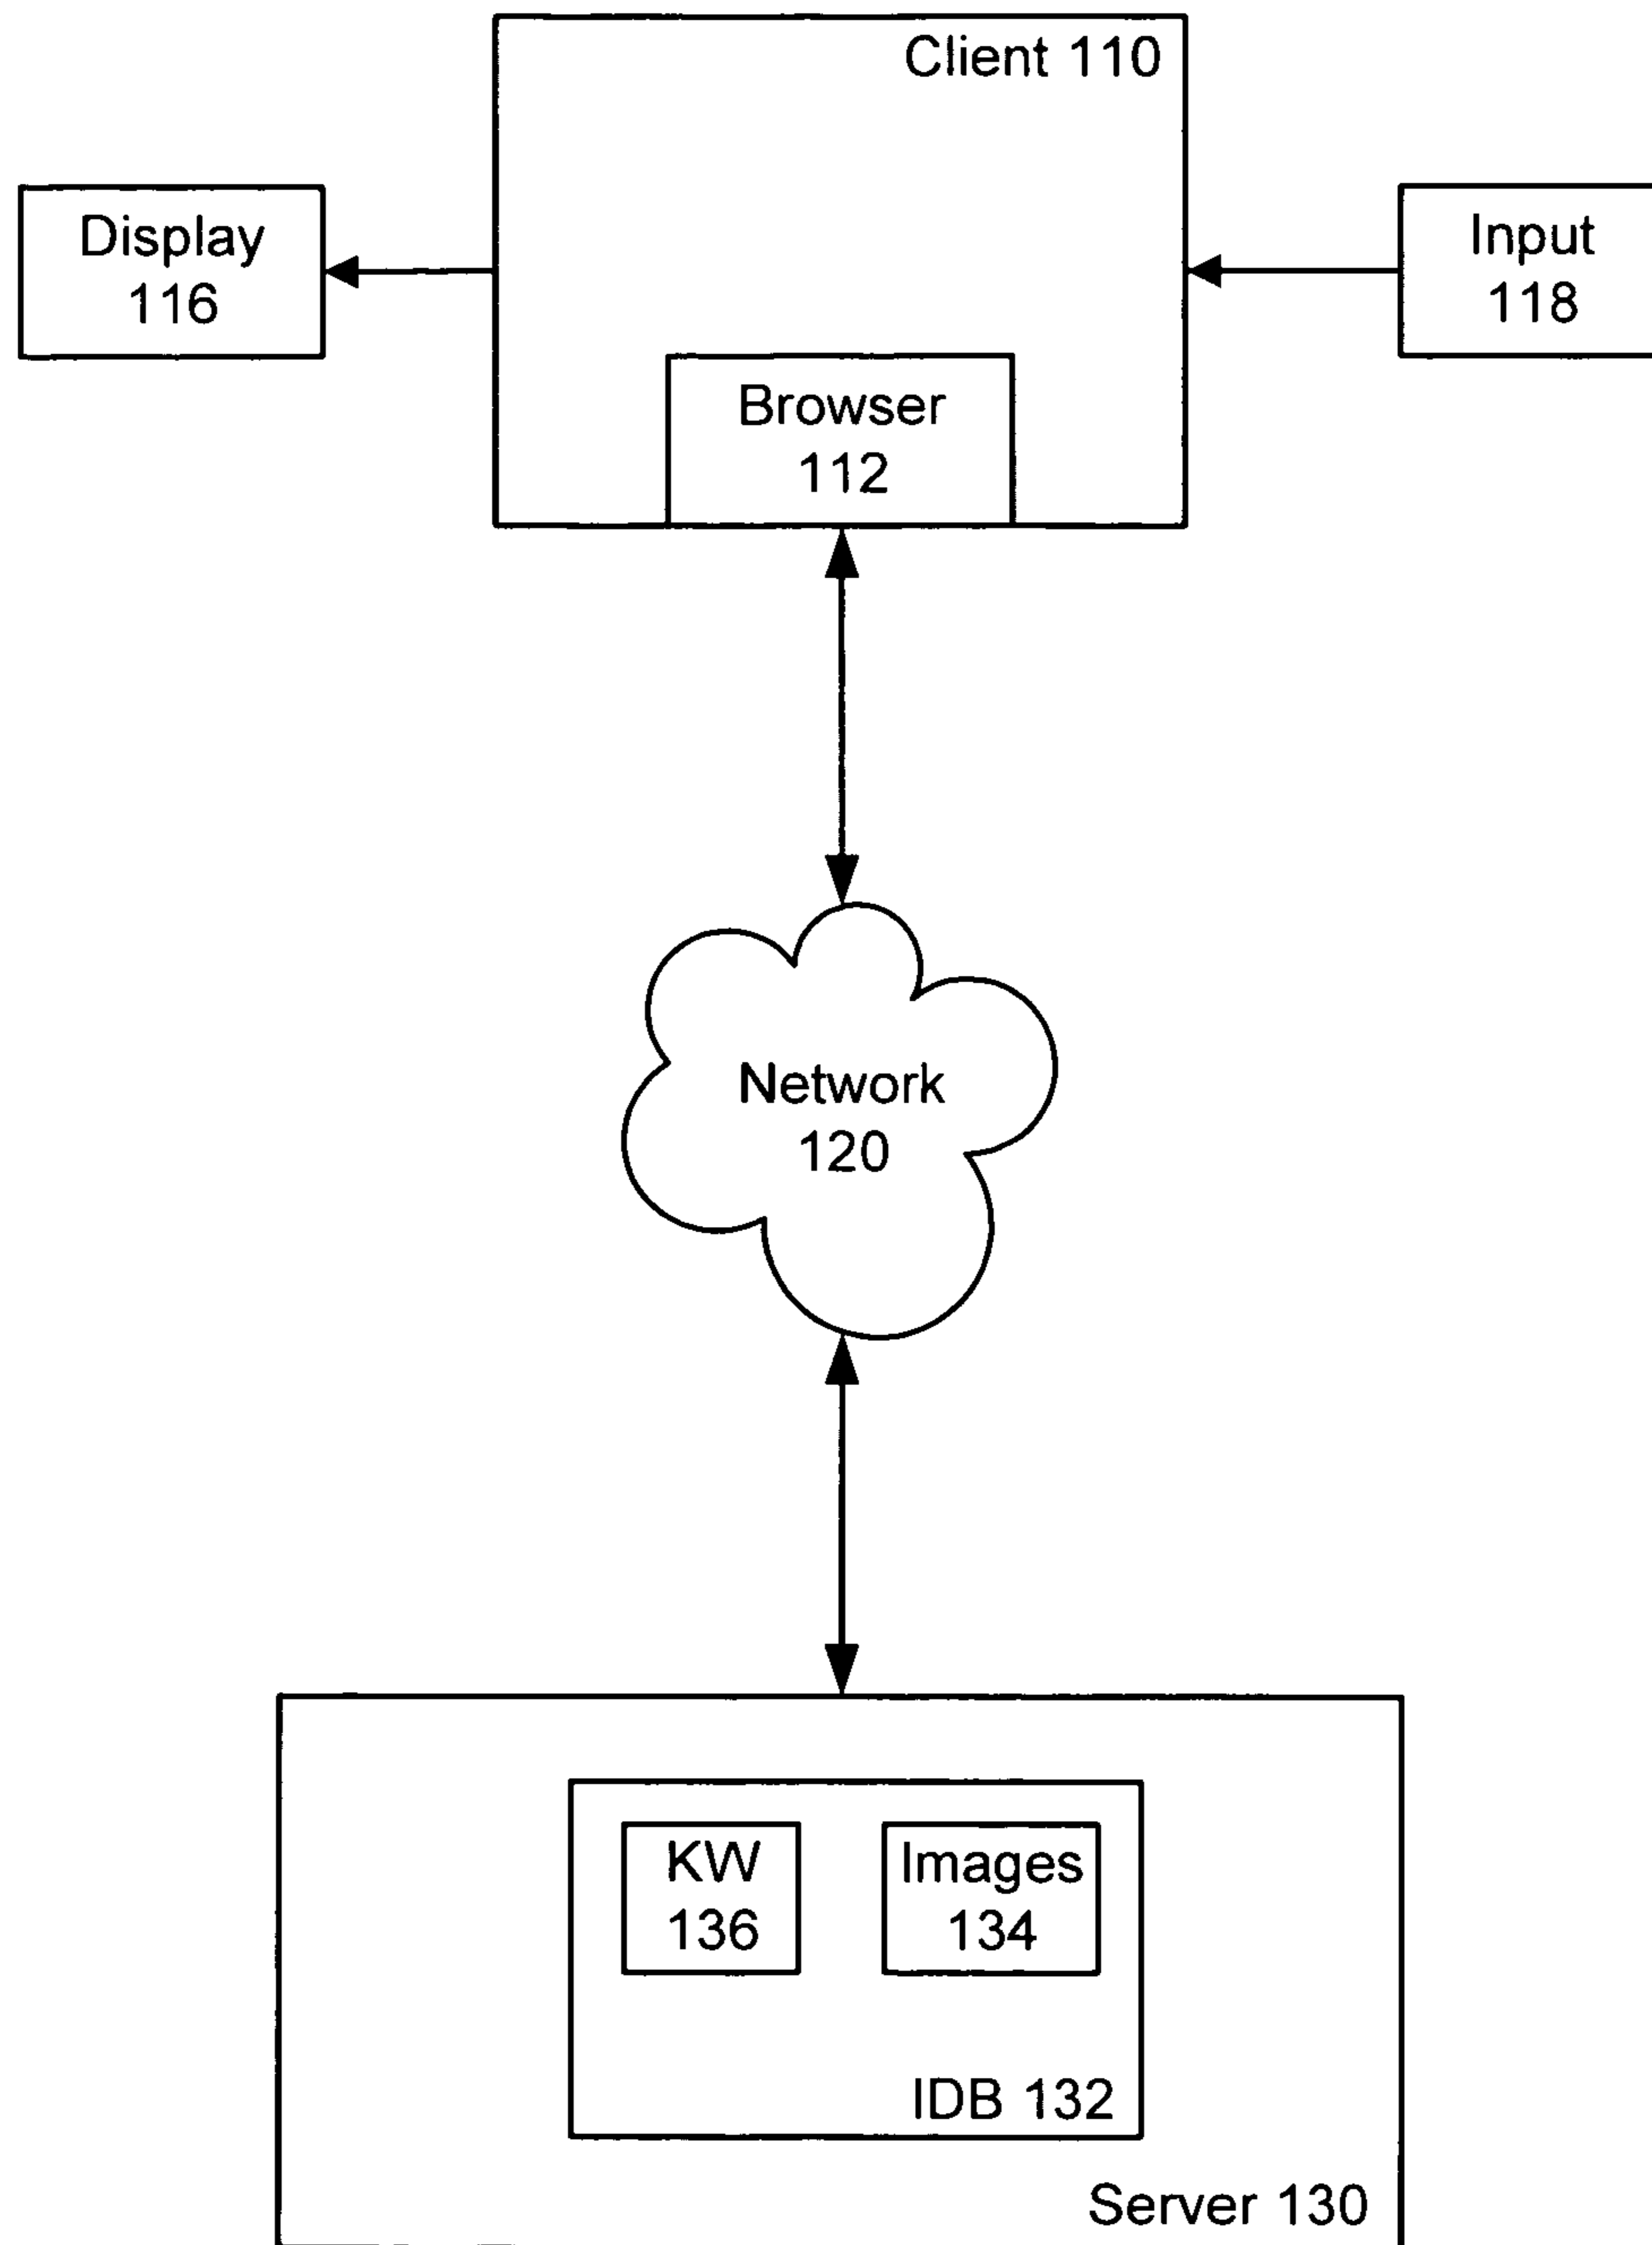 Client 110
Display
116
Input
118
Browser
112
Network
120
KW
136
Images
134
IDB 132
Server 130